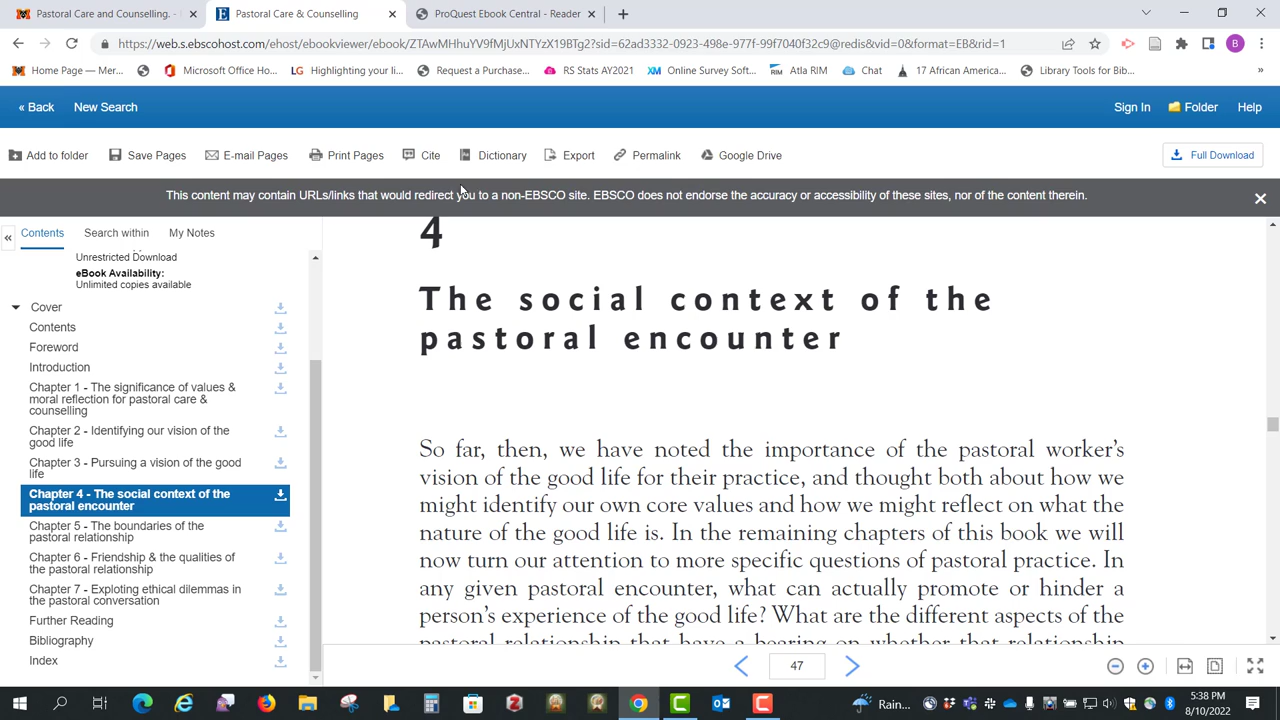 Pastoral Care and Counselling. -
Pastoral Care & Counselling
ProQuest Ebook Central - Reader
https://web.s.ebscohost.com/ehost/ebookviewer/ebook/ZTAwMHhuYV9fMjUxNTYzX19BTg2?sid=62ad3332-0923-498e-977f-99f7040f32c9@redis&vid=0&format=EB&rid=1
B
Home Page — Mer...
Microsoft Office Ho...
LG Highlighting your li...
Request a Purchase...
RS Stats AY2021
XM Online Survey Soft...
RIM Atla RIM
Chat
17 African America...
Library Tools for Bib...
« Back
New Search
Sign In
Folder
Help
Add to folder
Save Pages
E-mail Pages
Print Pages
Cite
Dictionary
Export
Permalink
Google Drive
Full Download
This content may contain URLs/links that would redirect you to a non-EBSCO site. EBSCO does not endorse the accuracy or accessibility of these sites, nor of the content therein.
Contents
Search within
My Notes
Unrestricted Download
eBook Availability:
Unlimited copies available
Cover
Contents
Foreword
Introduction
Chapter 1 - The significance of values &
moral reflection for pastoral care &
counselling
Chapter 2 - Identifying our vision of the
good life
Chapter 3 - Pursuing a vision of the good
life
Chapter 4 - The social context of the
pastoral encounter
Chapter 5 - The boundaries of the
pastoral relationship
Chapter 6 - Friendship & the qualities of
the pastoral relationship
Chapter 7 - Exploting ethical dilemmas in
the pastoral conversation
Further Reading
Bibliography
Index
4
The social context of the
pastoral encounter
So far, then, we have noted the importance of the pastoral worker's
vision of the good life for their practice, and thought both about how we
might identify our own core values and how we might reflect on what the
nature of the good life is. In the remaining chapters of this book we will
now turn our attention to more specific questions of pastoral practice. In
any given pastoral encounter, what can actually promote or hinder a
person's experience of the good life? What are the different aspects of the
pastoral relationship that have a bearing on whether that relationship
47
Rain...
5:38 PM
8/10/2022